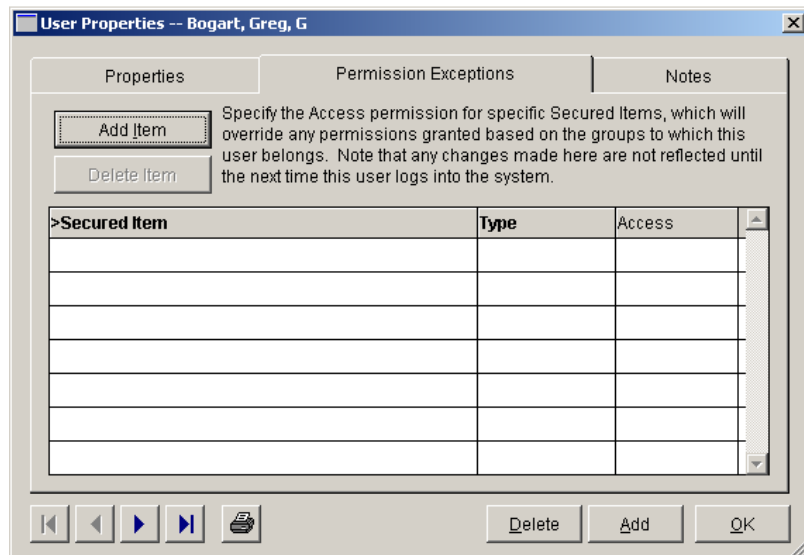 User Properties -- Bogart, Greg, G
Properties
Permission Exceptions
Notes
Add Item
Delete Item
Specify the Access permission for specific Secured Items, which will
override any permissions granted based on the groups to which this
user belongs. Note that any changes made here are not reflected until
the next time this user logs into the system.
>Secured Item Type Access
Delete Add OK